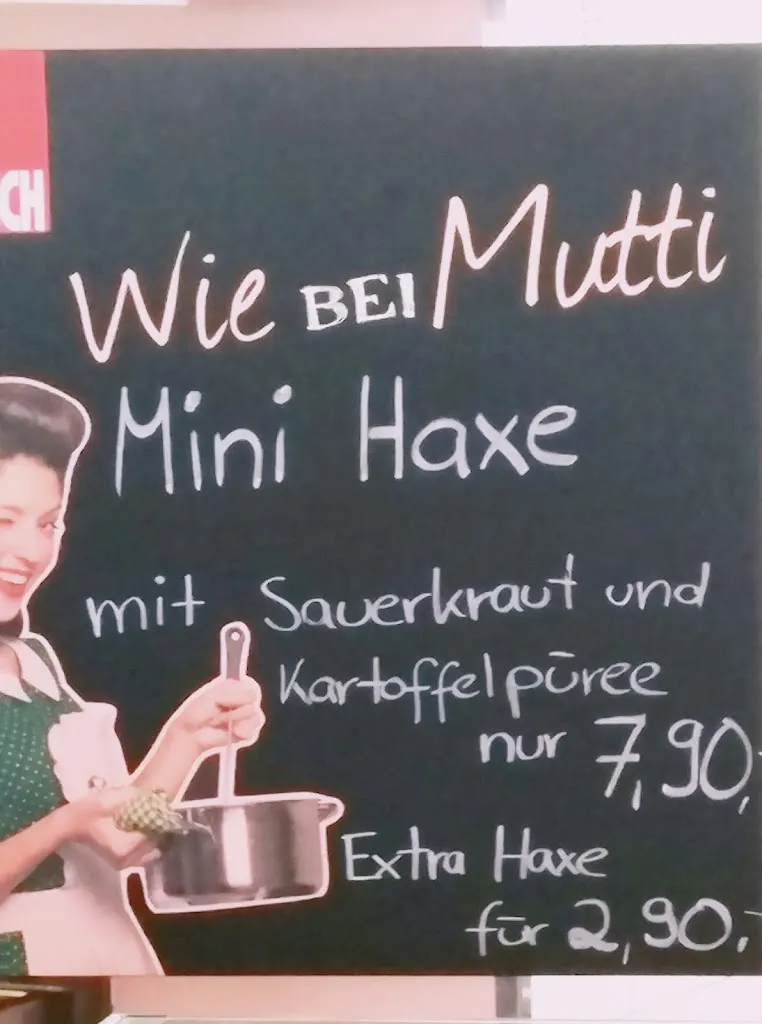 CH
Wie BEI Mutti
Mini Haxe
mit Sauerkraut und
Kartoffelpüree
nur 7,90,-
Extra Haxe
für 2,90.-